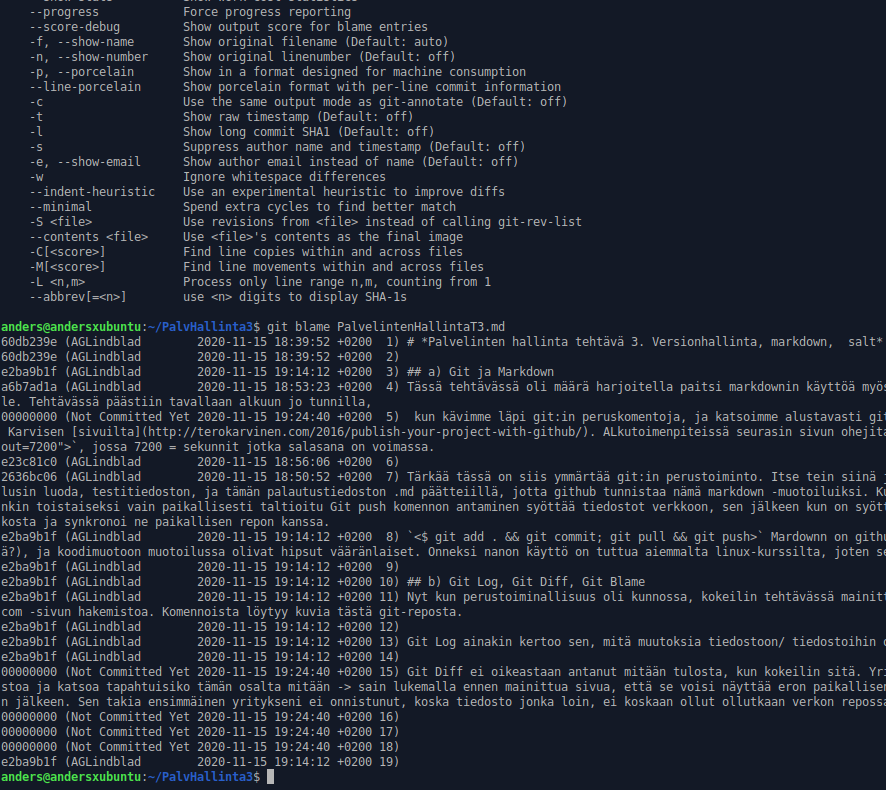 --progress Force progress reporting
--score-debug Show output score for blame entries
-f, --show-name Show original filename (Default: auto)
-n, --show-number Show original linenumber (Default: off)
-p, --porcelain Show in a format designed for machine consumption
--line-porcelain Show porcelain format with per-line commit information
-c Use the same output mode as git-annotate (Default: off)
-t Show raw timestamp (Default: off)
-l Show long commit SHA1 (Default: off)
-s Suppress author name and timestamp (Default: off)
-e, --show-email Show author email instead of name (Default: off)
-w Ignore whitespace differences
--indent-heuristic Use an experimental heuristic to improve diffs
--minimal Spend extra cycles to find better match
-S <file> Use revisions from <file> instead of calling git-rev-list
--contents <file> Use <file>'s contents as the final image
-C[<score>] Find line copies within and across files
-M[<score>] Find line movements within and across files
-L <n,m> Process only line range n,m, counting from 1
--abbrev[=<n>] use <n> digits to display SHA-1s
anders@andersxubuntu:~/PalvHallinta3$ git blame PalvelintenHallintaT3.md
60db239e (AGLindblad 2020-11-15 18:39:52 +0200 1) # *Palvelinten hallinta tehtävä 3. Versionhallinta, markdown, salt*
60db239e (AGLindblad 2020-11-15 18:39:52 +0200 2)
e2ba9b1f (AGLindblad 2020-11-15 19:14:12 +0200 3) ## a) Git ja Markdown
a6b7ad1a (AGLindblad 2020-11-15 18:53:23 +0200 4) Tässä tehtävässä oli määrä harjoitella paitsi markdownin käyttöä myös
le. Tehtävässä päästiin tavallaan alkuun jo tunnilla,
00000000 (Not Committed Yet 2020-11-15 19:24:40 +0200 5) kun kävimme läpi git:in peruskomentoja, ja katsoimme alustavasti git
Karvisen [sivuilta](http://terokarvinen.com/2016/publish-your-project-with-github/). ALkutoimenpiteissä seurasin sivun ohejita
out=7200">`, jossa 7200 = sekunnit jotka salasana on voimassa.
e23c81c0 (AGLindblad 2020-11-15 18:56:06 +0200 6)
2636bc06 (AGLindblad 2020-11-15 18:50:52 +0200 7) Tärkää tässä on siis ymmärtää git:in perustoiminto. Itse tein siinä
lusin luoda, testitiedoston, ja tämän palautustiedoston .md päätteiillä, jotta github tunnistaa nämä markdown -muotoiluiksi. Ku
nkin toistaiseksi vain paikallisesti taltioitu Git push komennon antaminen syöttää tiedostot verkkoon, sen jälkeen kun on syöt
kosta ja synkronoi ne paikallisen repon kanssa.
e2ba9b1f (AGLindblad 2020-11-15 19:14:12 +0200 8) `<$ git add . && git commit; git pull && git push>` Mardownn on githu
ä?), ja koodimuotoon muotoilussa olivat hipsut vääränlaiset. Onneksi nanon käyttö on tuttua aiemmalta linux-kurssilta, joten se
e2ba9b1f (AGLindblad 2020-11-15 19:14:12 +0200 9)
e2ba9b1f (AGLindblad 2020-11-15 19:14:12 +0200 10) ## b) Git Log, Git Diff, Git Blame
e2ba9b1f (AGLindblad 2020-11-15 19:14:12 +0200 11) Nyt kun perustoiminallisuus oli kunnossa, kokeilin tehtävässä mainitt
com -sivun hakemistoa. Komennoista löytyy kuvia tästä git-reposta.
e2ba9b1f (AGLindblad 2020-11-15 19:14:12 +0200 12)
e2ba9b1f (AGLindblad 2020-11-15 19:14:12 +0200 13) Git Log ainakin kertoo sen, mitä muutoksia tiedostoon/ tiedostoihin
e2ba9b1f (AGLindblad 2020-11-15 19:14:12 +0200 14)
00000000 (Not Committed Yet 2020-11-15 19:24:40 +0200 15) Git Diff ei oikeastaan antanut mitään tulosta, kun kokeilin sitä. Yri
stoa ja katsoa tapahtuisiko tämän osalta mitään -> sain lukemalla ennen mainittua sivua, että se voisi näyttää eron paikallisen
n jälkeen. Sen takia ensimmäinen yritykseni ei onnistunut, koska tiedosto jonka loin, ei koskaan ollut ollutkaan verkon repossa
00000000 (Not Committed Yet 2020-11-15 19:24:40 +0200 16)
00000000 (Not Committed Yet 2020-11-15 19:24:40 +0200 17)
00000000 (Not Committed Yet 2020-11-15 19:24:40 +0200 18)
e2ba9b1f (AGLindblad 2020-11-15 19:14:12 +0200 19)
anders@andersxubuntu:~/PalvHallinta3$